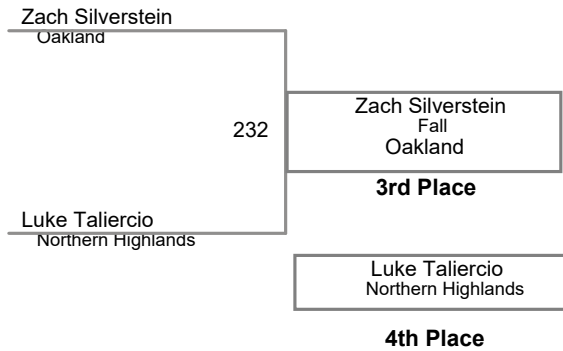 Zach Silverstein
Oakland
232
Zach Silverstein
Fall
Oakland
3rd Place
Luke Taliercio
Northern Highlands
Luke Taliercio
Northern Highlands
4th Place